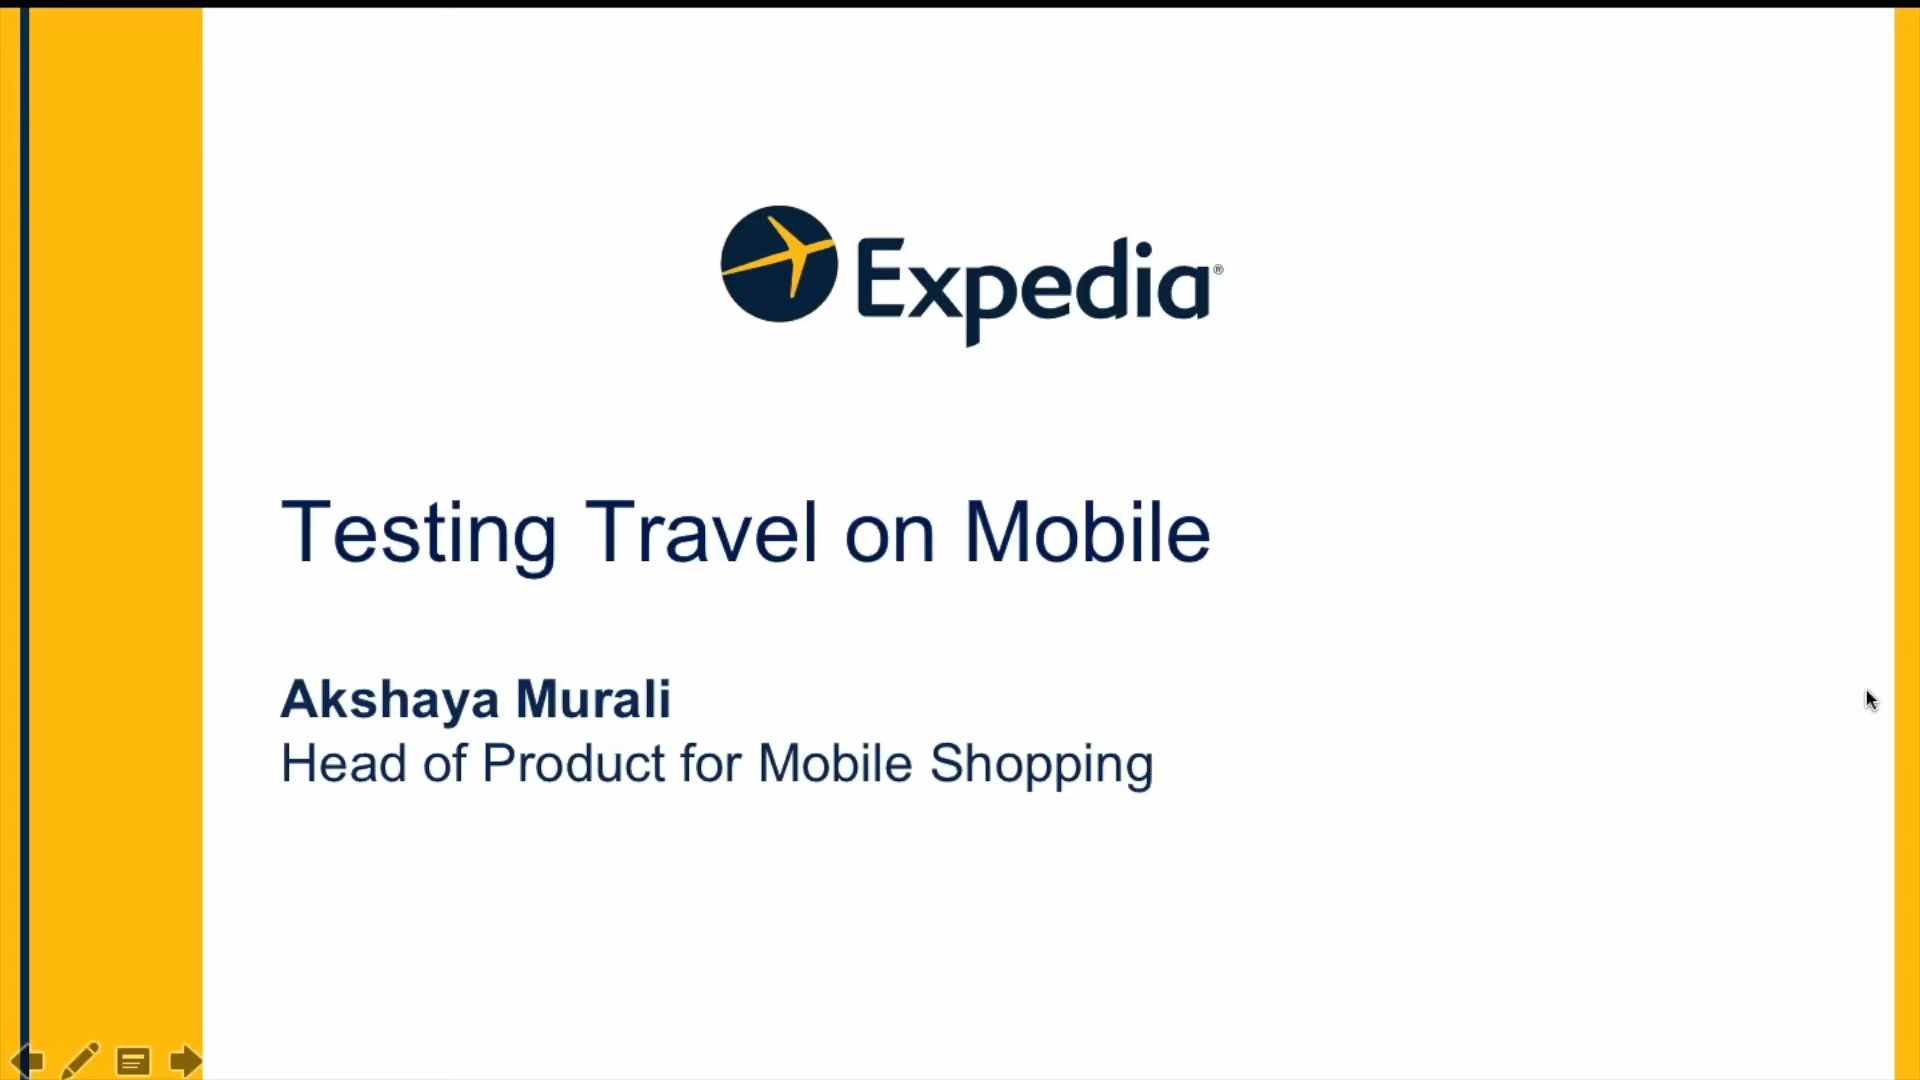 Expedia®
Testing Travel on Mobile
Akshaya Murali
Head of Product for Mobile Shopping